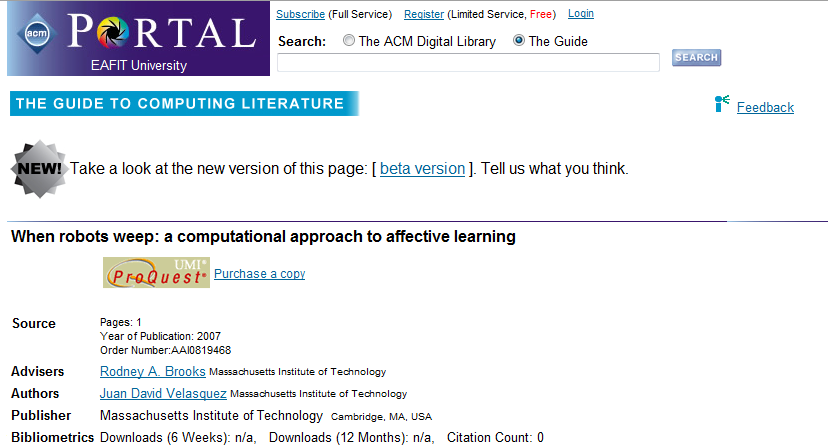 Subscribe (Full Service) Register (Limited Service, Free) Login
acm PORTAL
EAFIT University
Search: The ACM Digital Library The Guide
SEARCH
THE GUIDE TO COMPUTING LITERATURE
Feedback
NEW! Take a look at the new version of this page: [ beta version ]. Tell us what you think.
When robots weep: a computational approach to affective learning
UMI®
ProQuest® Purchase a copy
Source Pages: 1
Year of Publication: 2007
Order Number:AAI0819468
Advisers Rodney A. Brooks Massachusetts Institute of Technology
Authors Juan David Velasquez Massachusetts Institute of Technology
Publisher Massachusetts Institute of Technology Cambridge, MA, USA
Bibliometrics Downloads (6 Weeks): n/a, Downloads (12 Months): n/a, Citation Count: 0